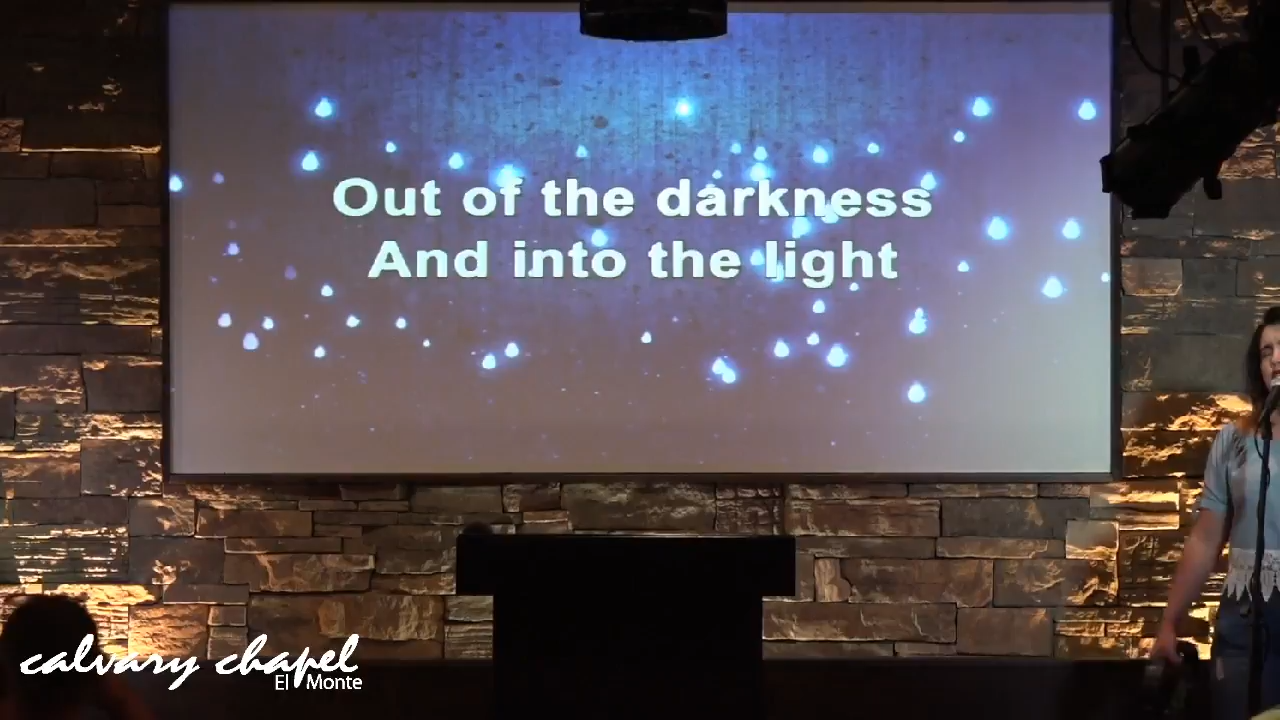 Out of the darkness
And into the light
calvary chapel
El Monte